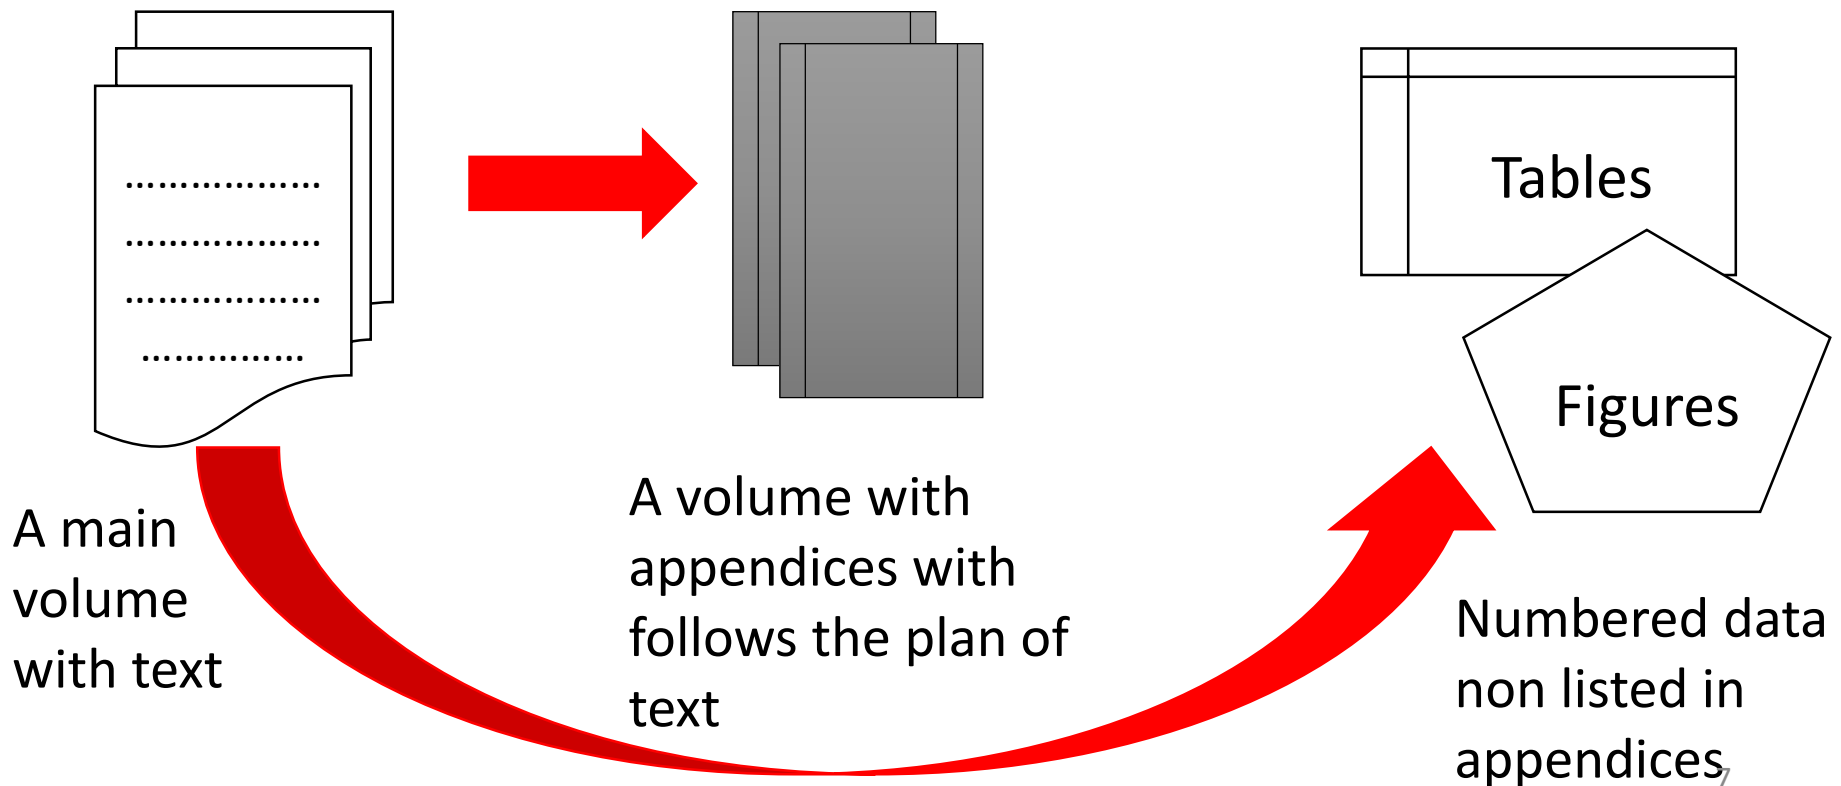 ………………
………………
………………
……………
A main
volume
with text
A volume with
appendices with
follows the plan of
text
Tables
Figures
Numbered data
non listed in
appendices
7